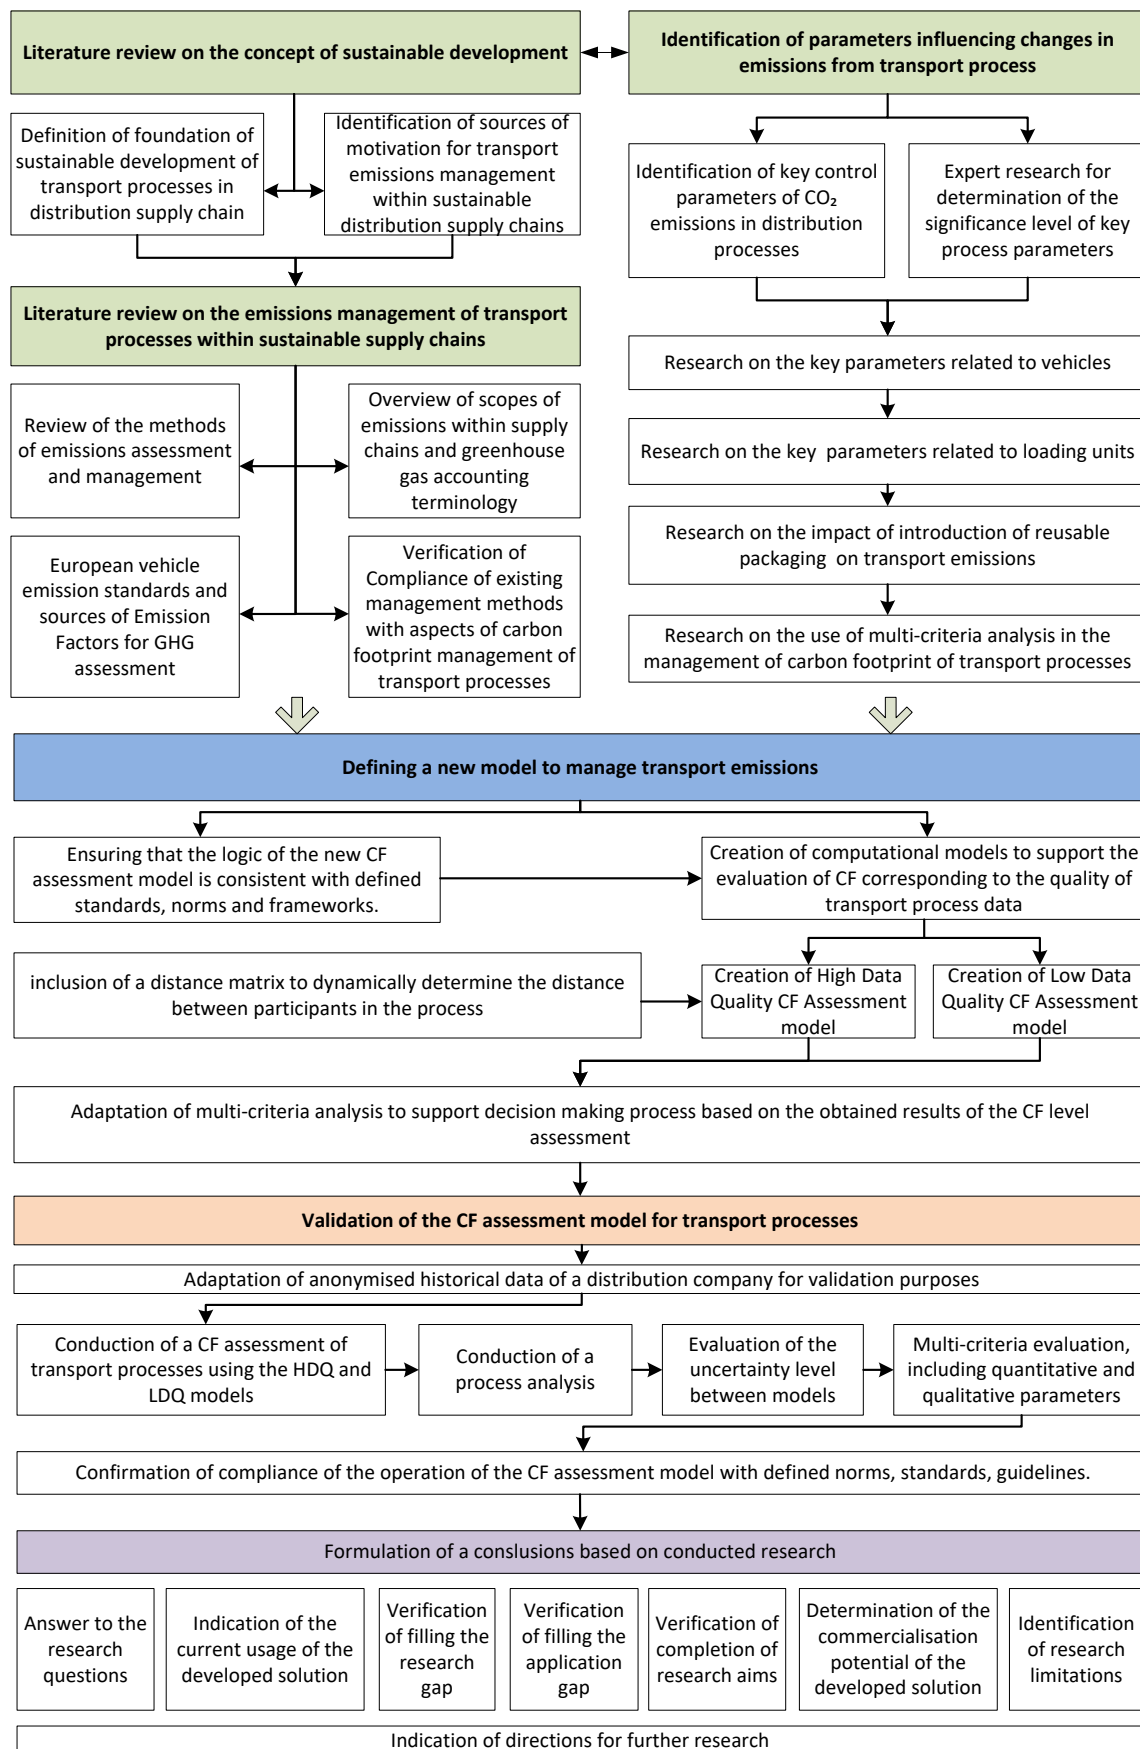 Literature review on the concept of sustainable development
Identification of parameters influencing changes in
emissions from transport process
Definition of foundation of
sustainable development of
transport processes in
distribution supply chain
Identification of sources of
motivation for transport
emissions management
within sustainable
distribution supply chains
Identification of key control
parameters of CO₂
emissions in distribution
processes
Expert research for
determination of the
significance level of key
process parameters
Literature review on the emissions management of transport
processes within sustainable supply chains
Research on the key parameters related to vehicles
Review of the methods
of emissions assessment
and management
Overview of scopes of
emissions within supply
chains and greenhouse
gas accounting
terminology
Research on the key  parameters related to loading units
Research on the impact of introduction of reusable
packaging  on transport emissions
European vehicle
emission standards and
sources of Emission
Factors for GHG
assessment
Verification of
Compliance of existing
management methods
with aspects of carbon
footprint management of
transport processes
Research on the use of multi-criteria analysis in the
management of carbon footprint of transport processes
Defining a new model to manage transport emissions
Ensuring that the logic of the new CF
assessment model is consistent with defined
standards, norms and frameworks.
Creation of computational models to support the
evaluation of CF corresponding to the quality of
transport process data
inclusion of a distance matrix to dynamically determine the distance
between participants in the process
Creation of High Data
Quality CF Assessment
model
Creation of Low Data
Quality CF Assessment
model
Adaptation of multi-criteria analysis to support decision making process based on the obtained results of the CF level
assessment
Validation of the CF assessment model for transport processes
Adaptation of anonymised historical data of a distribution company for validation purposes
Conduction of a CF assessment of
transport processes using the HDQ and
LDQ models
Conduction of a
process analysis
Evaluation of the
uncertainty level
between models
Multi-criteria evaluation,
including quantitative and
qualitative parameters
Confirmation of compliance of the operation of the CF assessment model with defined norms, standards, guidelines.
Formulation of a conslusions based on conducted research
Answer to the
research
questions
Indication of the
current usage of the
developed solution
Verification
of filling the
research
gap
Verification
of filling the
application
gap
Verification of
completion of
research aims
Determination of the
commercialisation
potential of the
developed solution
Identification
of research
limitations
Indication of directions for further research